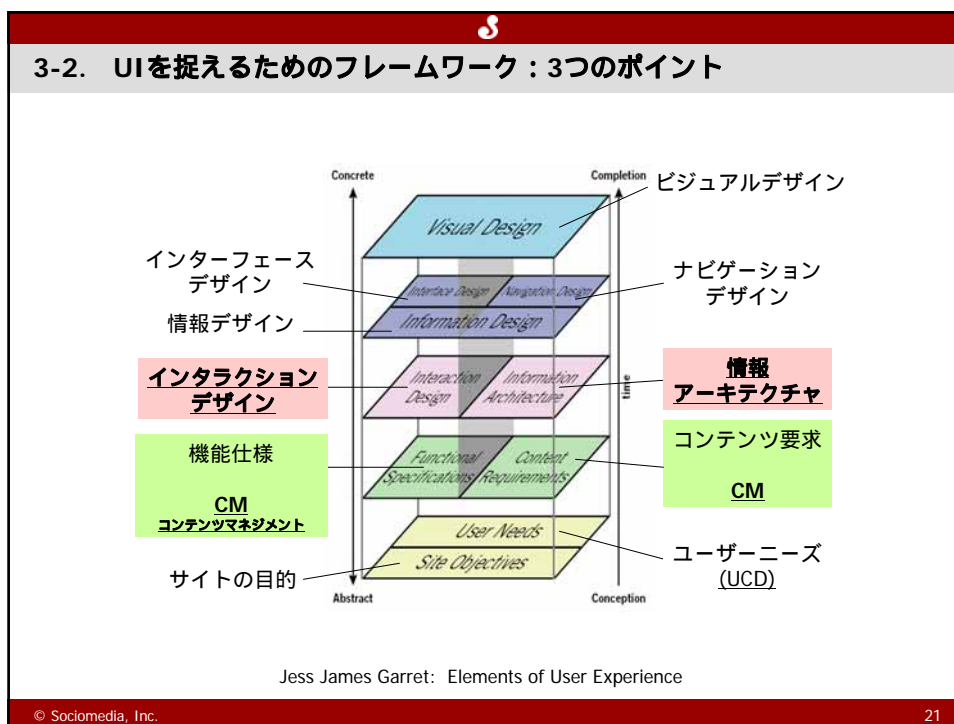 3-2. UIを捉えるためのフレームワーク：3つのポイント
Concrete
Completion
ビジュアルデザイン
Visual Design
インターフェース
デザイン
ナビゲーション
デザイン
Interface Design
Navigation Design
情報デザイン
Information Design
インタラクション
デザイン
情報
アーキテクチャ
Interaction
Design
Information
Architecture
time
機能仕様
CM
コンテンツマネジメント
コンテンツ要求
CM
Functional
Specifications
Content
Requirements
User Needs
ユーザーニーズ
(UCD)
サイトの目的
Site Objectives
Abstract
Conception
Jess James Garret: Elements of User Experience
© Sociomedia, Inc.
21